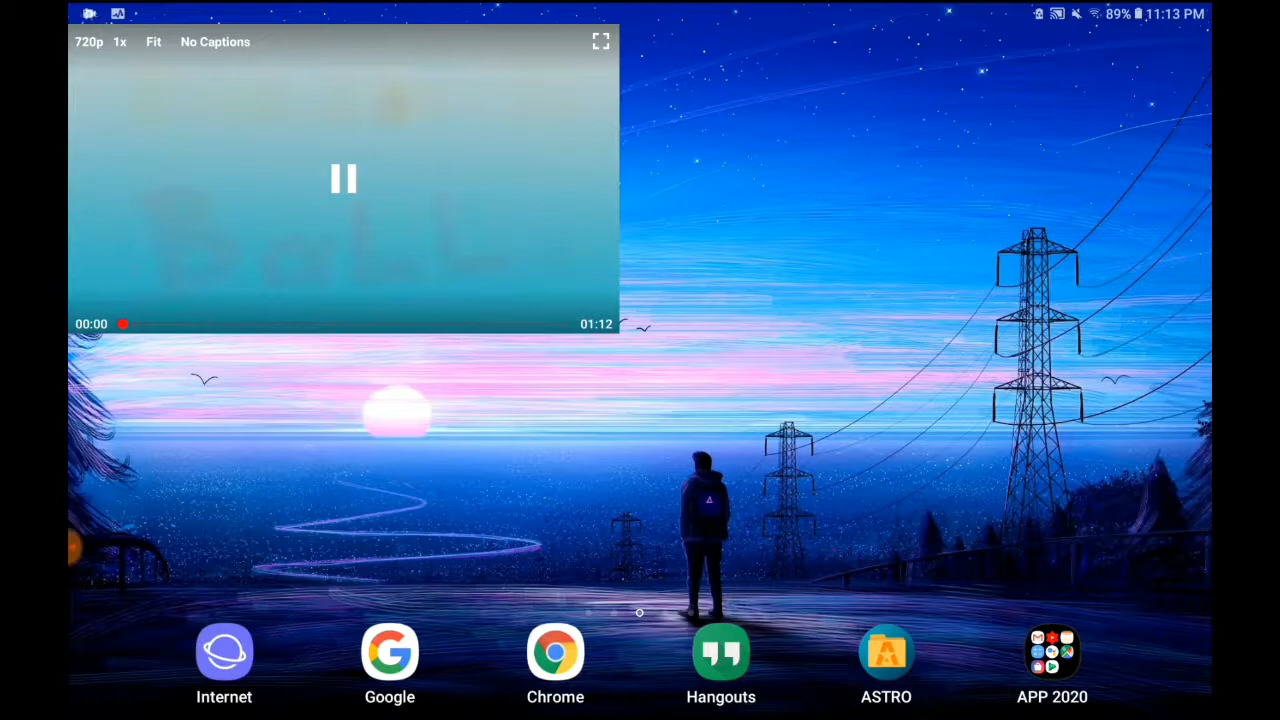 89% 11:13 PM
720p 1x Fit No Captions
BaLL
00:00 01:12
Internet Google Chrome Hangouts ASTRO APP 2020